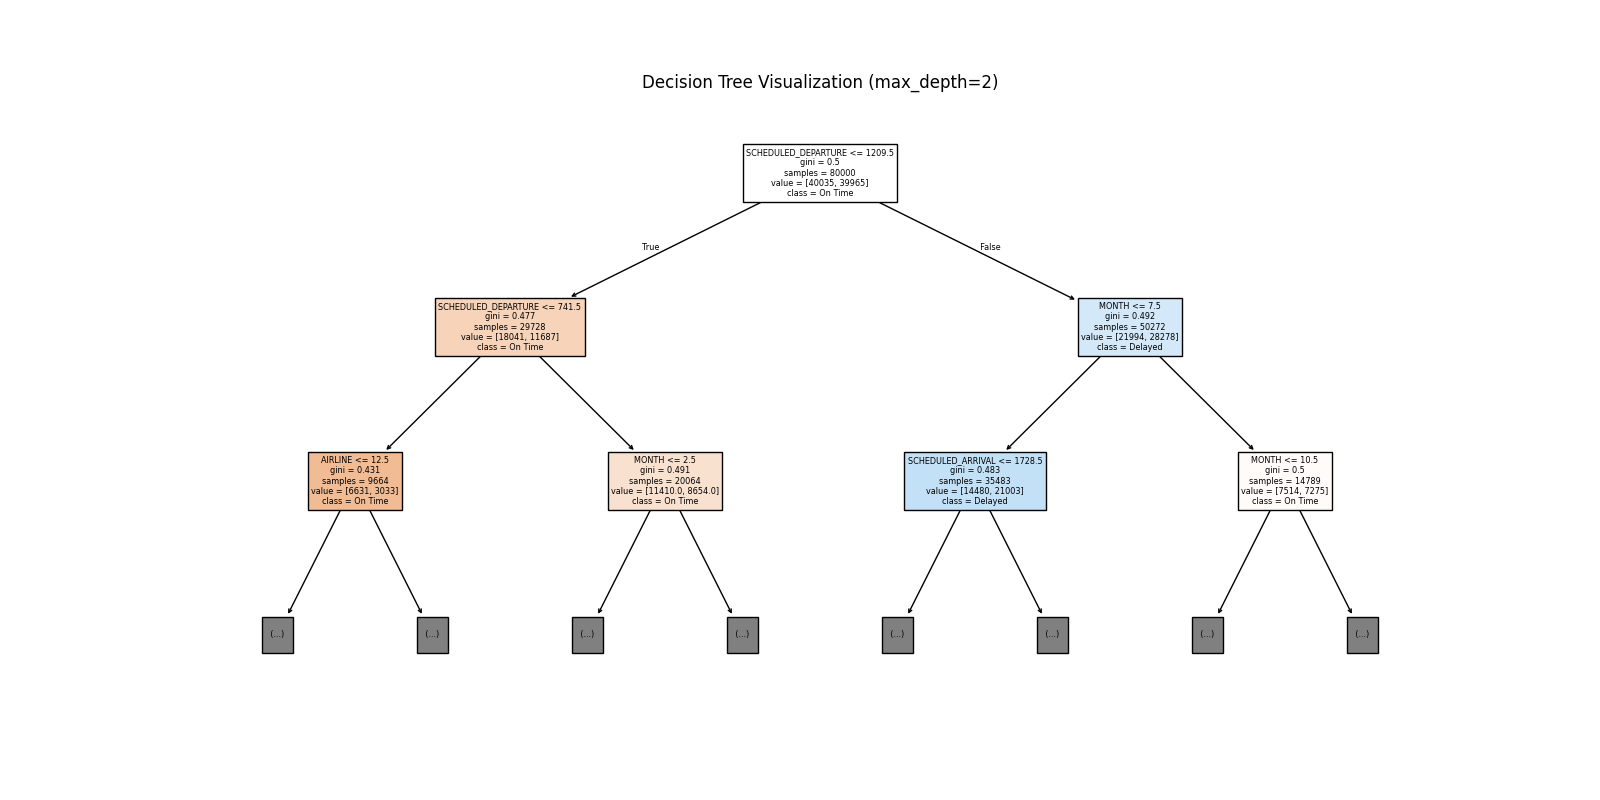 Decision Tree Visualization (max_depth=2)
SCHEDULED_DEPARTURE <= 1209.5
gini = 0.5
samples = 80000
value = [40035, 39965]
class = On Time
True
False
SCHEDULED_DEPARTURE <= 741.5
gini = 0.477
samples = 29728
value = [18041, 11687]
class = On Time
MONTH <= 7.5
gini = 0.492
samples = 50272
value = [21994, 28278]
class = Delayed
AIRLINE <= 12.5
gini = 0.431
samples = 9664
value = [6631, 3033]
class = On Time
MONTH <= 2.5
gini = 0.491
samples = 20064
value = [11410.0, 8654.0]
class = On Time
SCHEDULED_ARRIVAL <= 1728.5
gini = 0.483
samples = 35483
value = [14480, 21003]
class = Delayed
MONTH <= 10.5
gini = 0.5
samples = 14789
value = [7514, 7275]
class = On Time
(...)
(...)
(...)
(...)
(...)
(...)
(...)
(...)